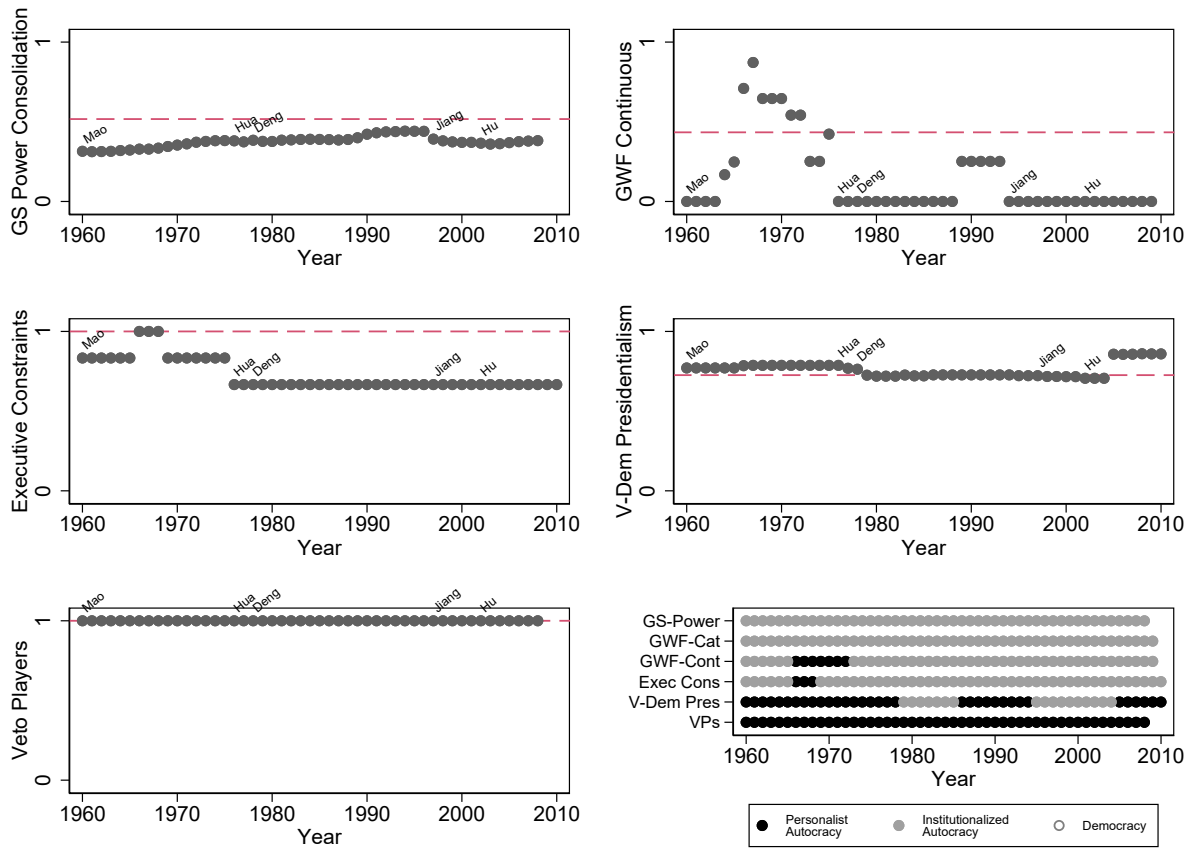 GS Power Consolidation
1
0
Mao
Hua
Deng
Jiang
Hu
1960 1970 1980 1990 2000 2010
Year
GWF Continuous
1
0
Mao
Hua
Deng
Jiang
Hu
1960 1970 1980 1990 2000 2010
Year
Executive Constraints
1
0
Mao
Hua
Deng
Jiang
Hu
1960 1970 1980 1990 2000 2010
Year
V-Dem Presidentialism
1
0
Mao
Hua
Deng
Jiang
Hu
1960 1970 1980 1990 2000 2010
Year
Veto Players
1
0
Mao
Hua
Deng
Jiang
Hu
1960 1970 1980 1990 2000 2010
Year
GS-Power
GWF-Cat
GWF-Cont
Exec Cons
V-Dem Pres
VPs
1960 1970 1980 1990 2000 2010
Year
Personalist
Autocracy
Institutionalized
Autocracy
Democracy